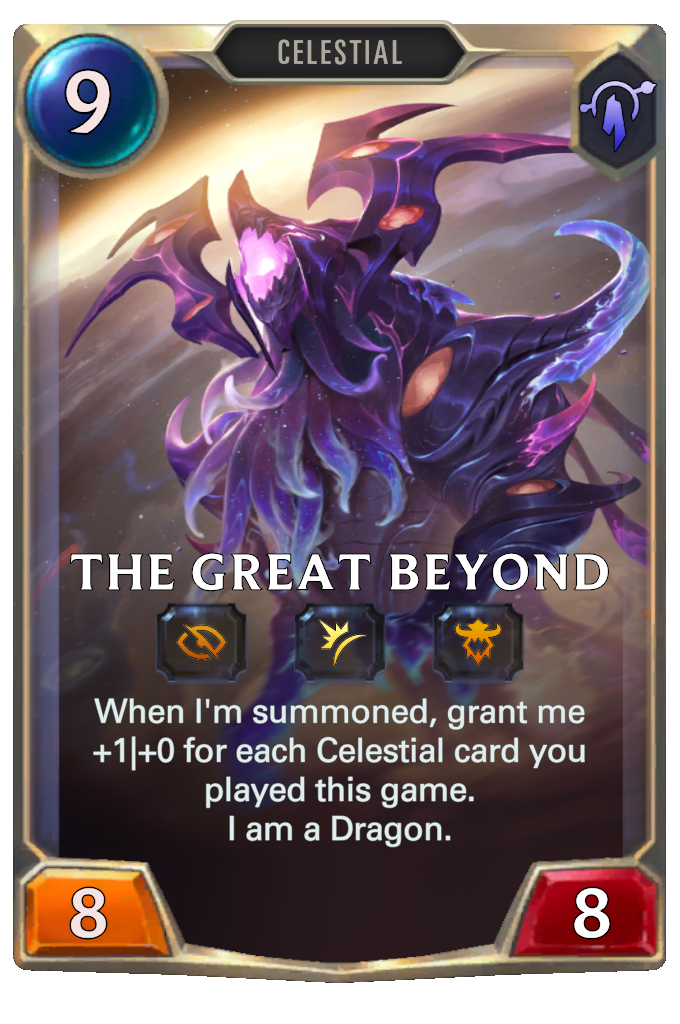 CELESTIAL
9
THE GREAT BEYOND
When I'm summoned, grant me
+1|+0 for each Celestial card you
played this game.
I am a Dragon.
8
8